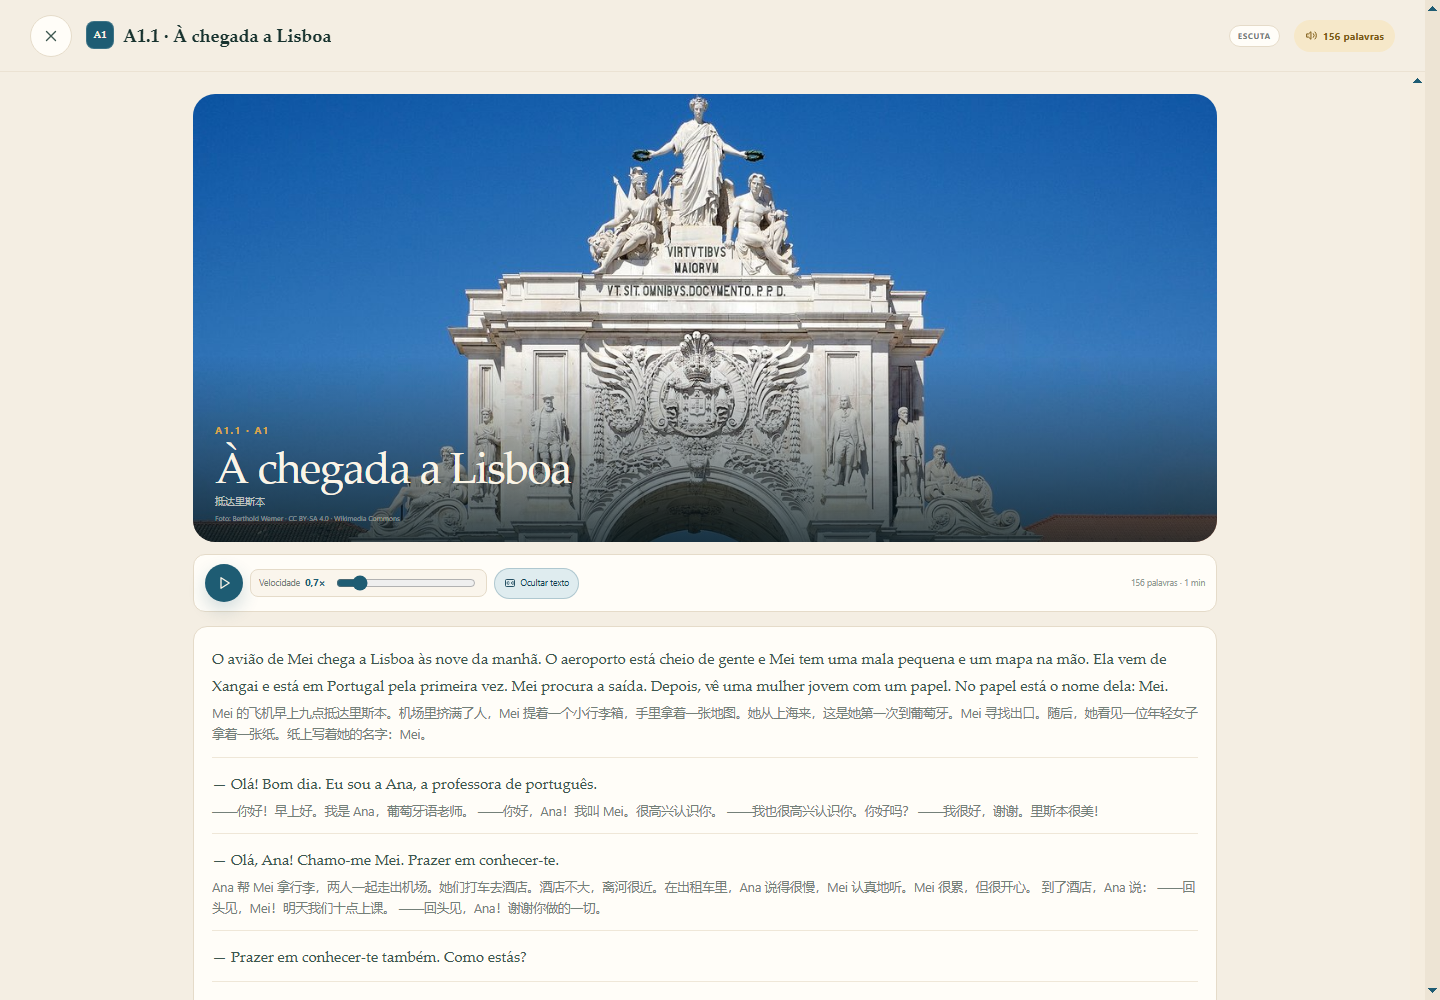 A1
A1.1 · À chegada a Lisboa
ESCUTA
156 palavras
VIRTVTIBVS
MAIORVM
VT. SIT. OMNIBVS. DOCVMENTO. P. P. D.
A1.1 · A1
À chegada a Lisboa
抵达里斯本
Foto: Berthold Werner · CC BY-SA 4.0 · Wikimedia Commons
Velocidade 0,7×
Ocultar texto
156 palavras · 1 min
O avião de Mei chega a Lisboa às nove da manhã. O aeroporto está cheio de gente e Mei tem uma mala pequena e um mapa na mão. Ela vem de
Xangai e está em Portugal pela primeira vez. Mei procura a saída. Depois, vê uma mulher jovem com um papel. No papel está o nome dela: Mei.
Mei 的飞机早上九点抵达里斯本。机场里挤满了人，Mei 提着一个小行李箱，手里拿着一张地图。她从上海来，这是她第一次到葡萄牙。Mei 寻找出口。随后，她看见一位年轻女子
拿着一张纸。纸上写着她的名字：Mei。
— Olá! Bom dia. Eu sou a Ana, a professora de português.
——你好！早上好。我是 Ana，葡萄牙语老师。 ——你好，Ana！我叫 Mei。很高兴认识你。 ——我也很高兴认识你。你好吗？ ——我很好，谢谢。里斯本很美！
— Olá, Ana! Chamo-me Mei. Prazer em conhecer-te.
Ana 帮 Mei 拿行李，两人一起走出机场。她们打车去酒店。酒店不大，离河很近。在出租车里，Ana 说得很慢，Mei 认真地听。Mei 很累，但很开心。 到了酒店，Ana 说： ——回
头见，Mei！明天我们十点上课。 ——回头见，Ana！谢谢你做的一切。
— Prazer em conhecer-te também. Como estás?